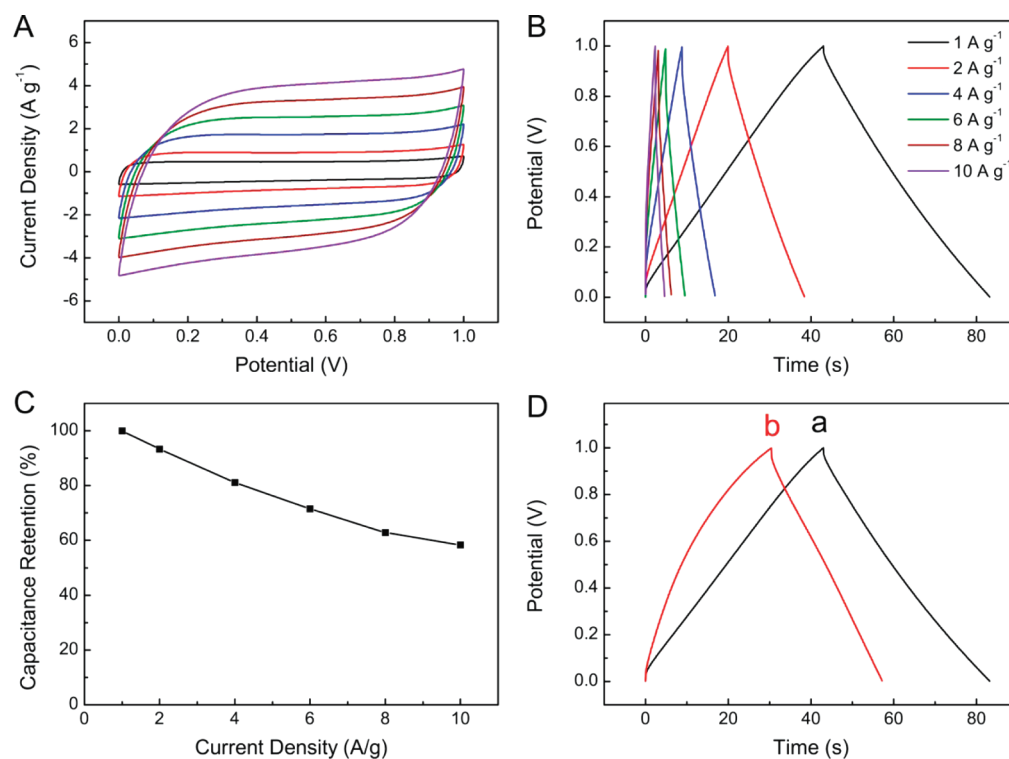 A
Current Density (A g⁻¹)
6
4
2
0
-2
-4
-6
0.0 0.2 0.4 0.6 0.8 1.0
Potential (V)
B
Potential (V)
1.0
0.8
0.6
0.4
0.2
0.0
0 20 40 60 80
Time (s)
1 A g⁻¹
2 A g⁻¹
4 A g⁻¹
6 A g⁻¹
8 A g⁻¹
10 A g⁻¹
C
Capacitance Retention (%)
100
80
60
40
20
0
0 2 4 6 8 10
Current Density (A/g)
D
b a
Potential (V)
1.0
0.8
0.6
0.4
0.2
0.0
0 20 40 60 80
Time (s)